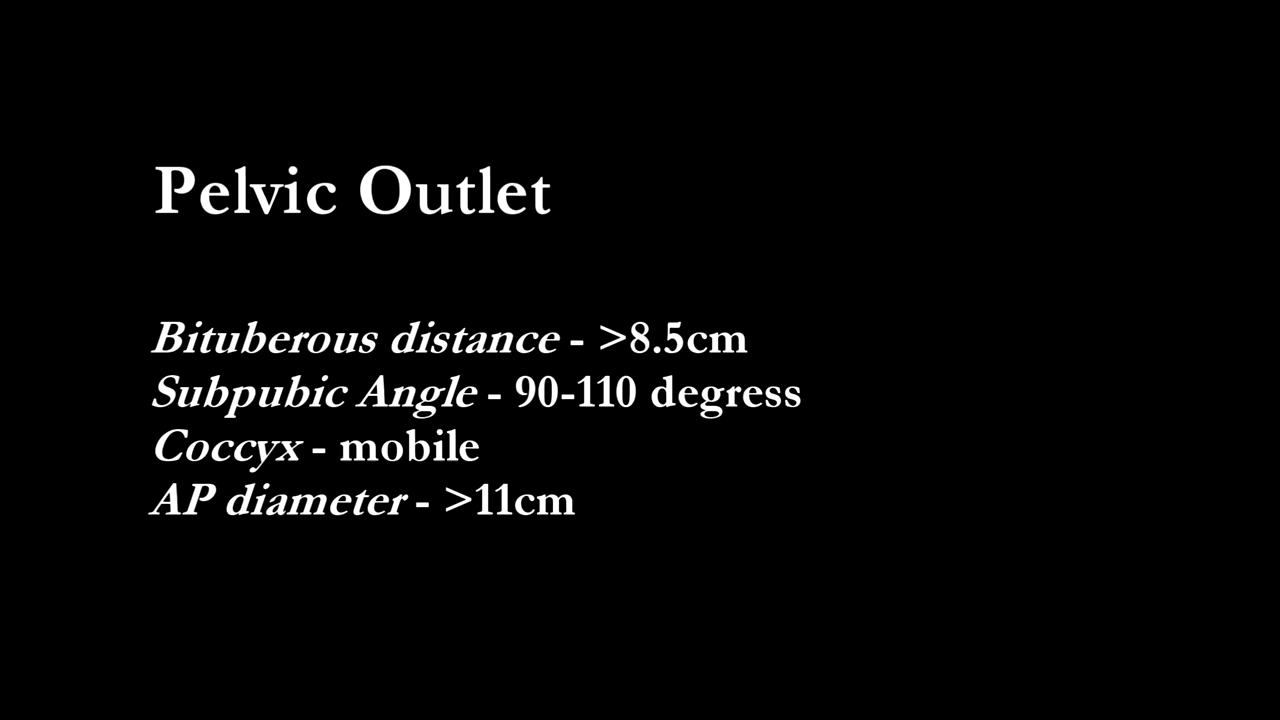 Pelvic Outlet
Bituberous distance - >8.5cm
Subpubic Angle - 90-110 degress
Coccyx - mobile
AP diameter - >11cm